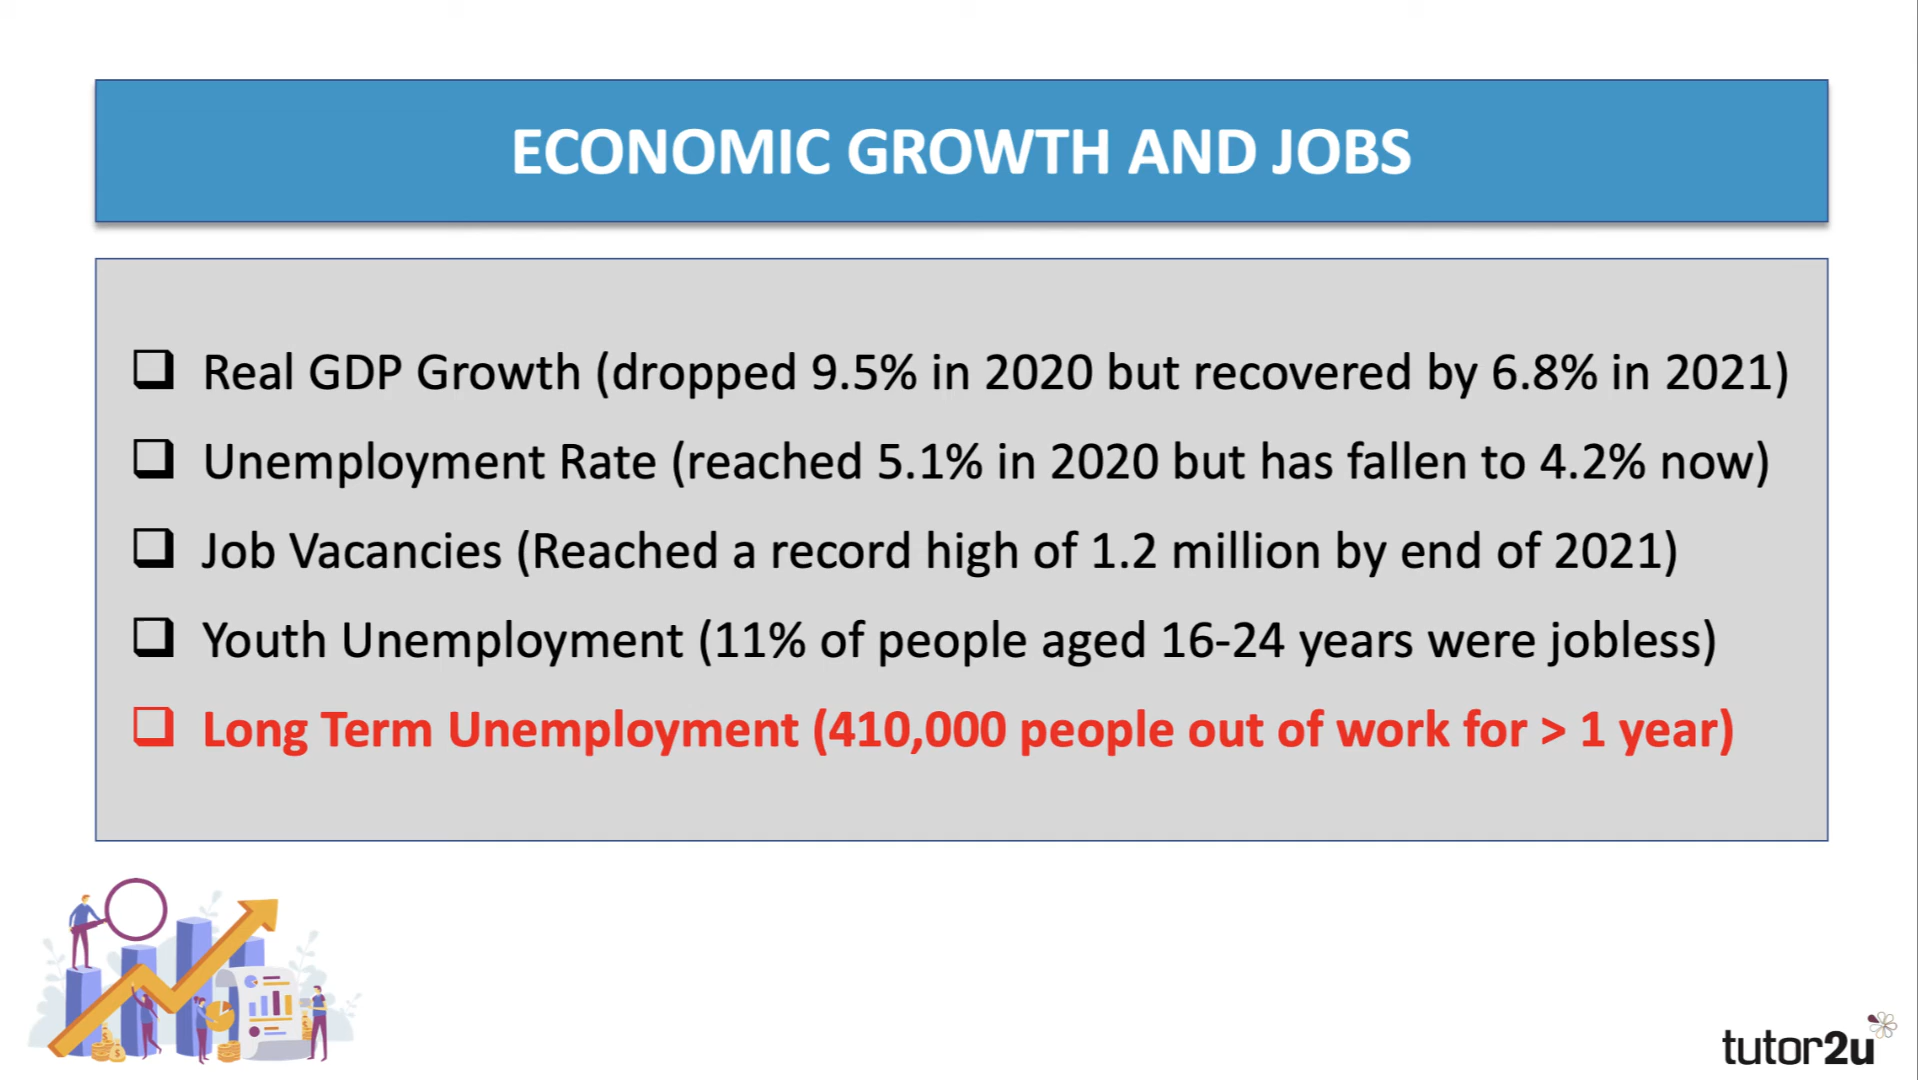 ECONOMIC GROWTH AND JOBS
Real GDP Growth (dropped 9.5% in 2020 but recovered by 6.8% in 2021)
Unemployment Rate (reached 5.1% in 2020 but has fallen to 4.2% now)
Job Vacancies (Reached a record high of 1.2 million by end of 2021)
Youth Unemployment (11% of people aged 16-24 years were jobless)
Long Term Unemployment (410,000 people out of work for > 1 year)
tutor2u